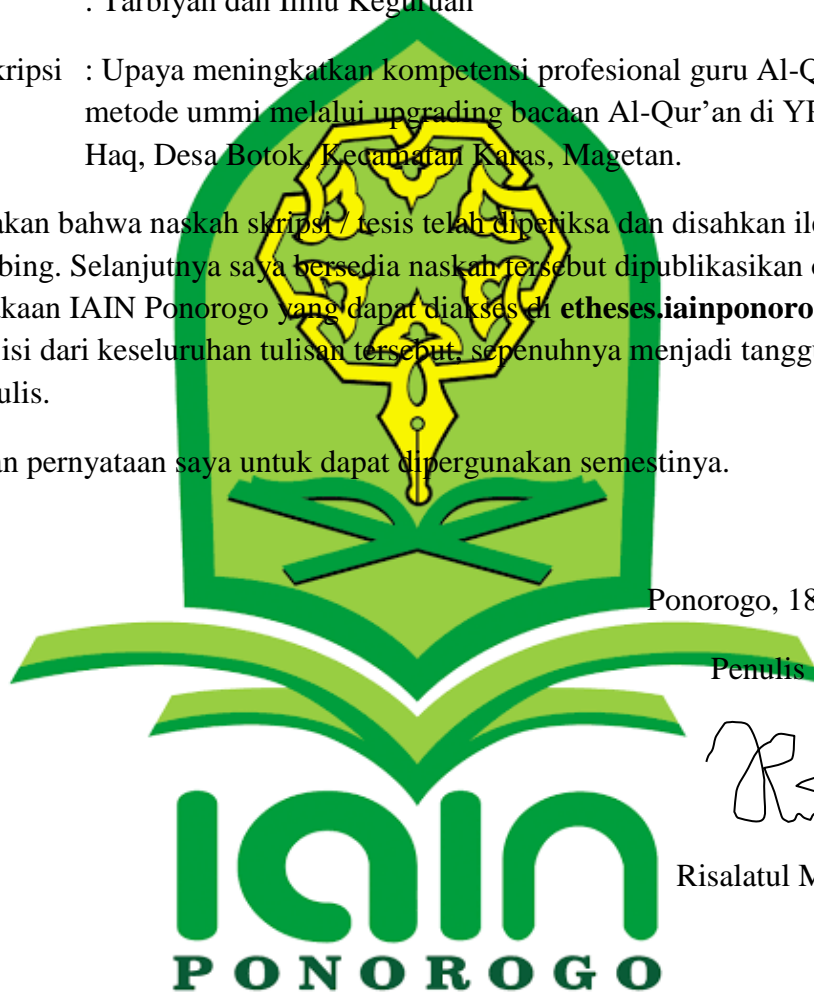 : Tarbiyah dan Ilmu Keguruan
kripsi : Upaya meningkatkan kompetensi profesional guru Al-Q
metode ummi melalui upgrading bacaan Al-Qur’an di YP
Haq, Desa Botok, Kecamatan Karas, Magetan.
akan bahwa naskah skripsi / tesis telah diperiksa dan disahkan ile
bing. Selanjutnya saya bersedia naskah tersebut dipublikasikan o
akaan IAIN Ponorogo yang dapat diakses di etheses.iainponoro
isi dari keseluruhan tulisan tersebut, sepenuhnya menjadi tanggu
ulis.
an pernyataan saya untuk dapat dipergunakan semestinya.
Ponorogo, 18
Penulis
Risalatul M
IAIN
PONOROGO